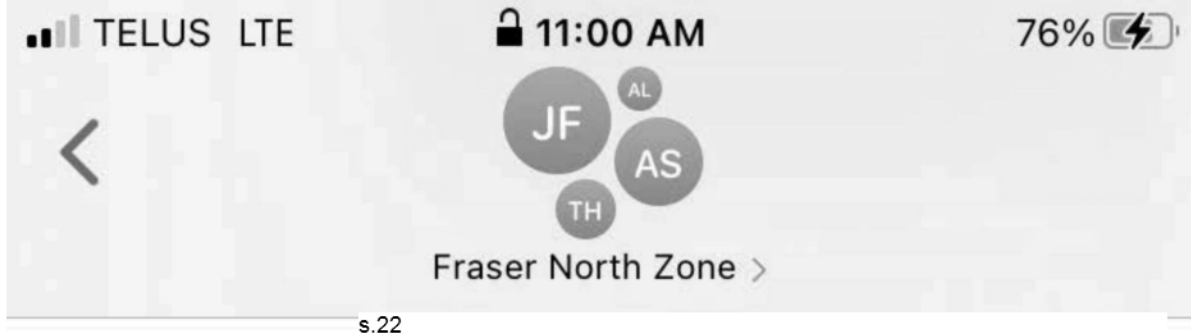 TELUS LTE 11:00 AM 76%
JF AL
AS
TH
Fraser North Zone >
s.22